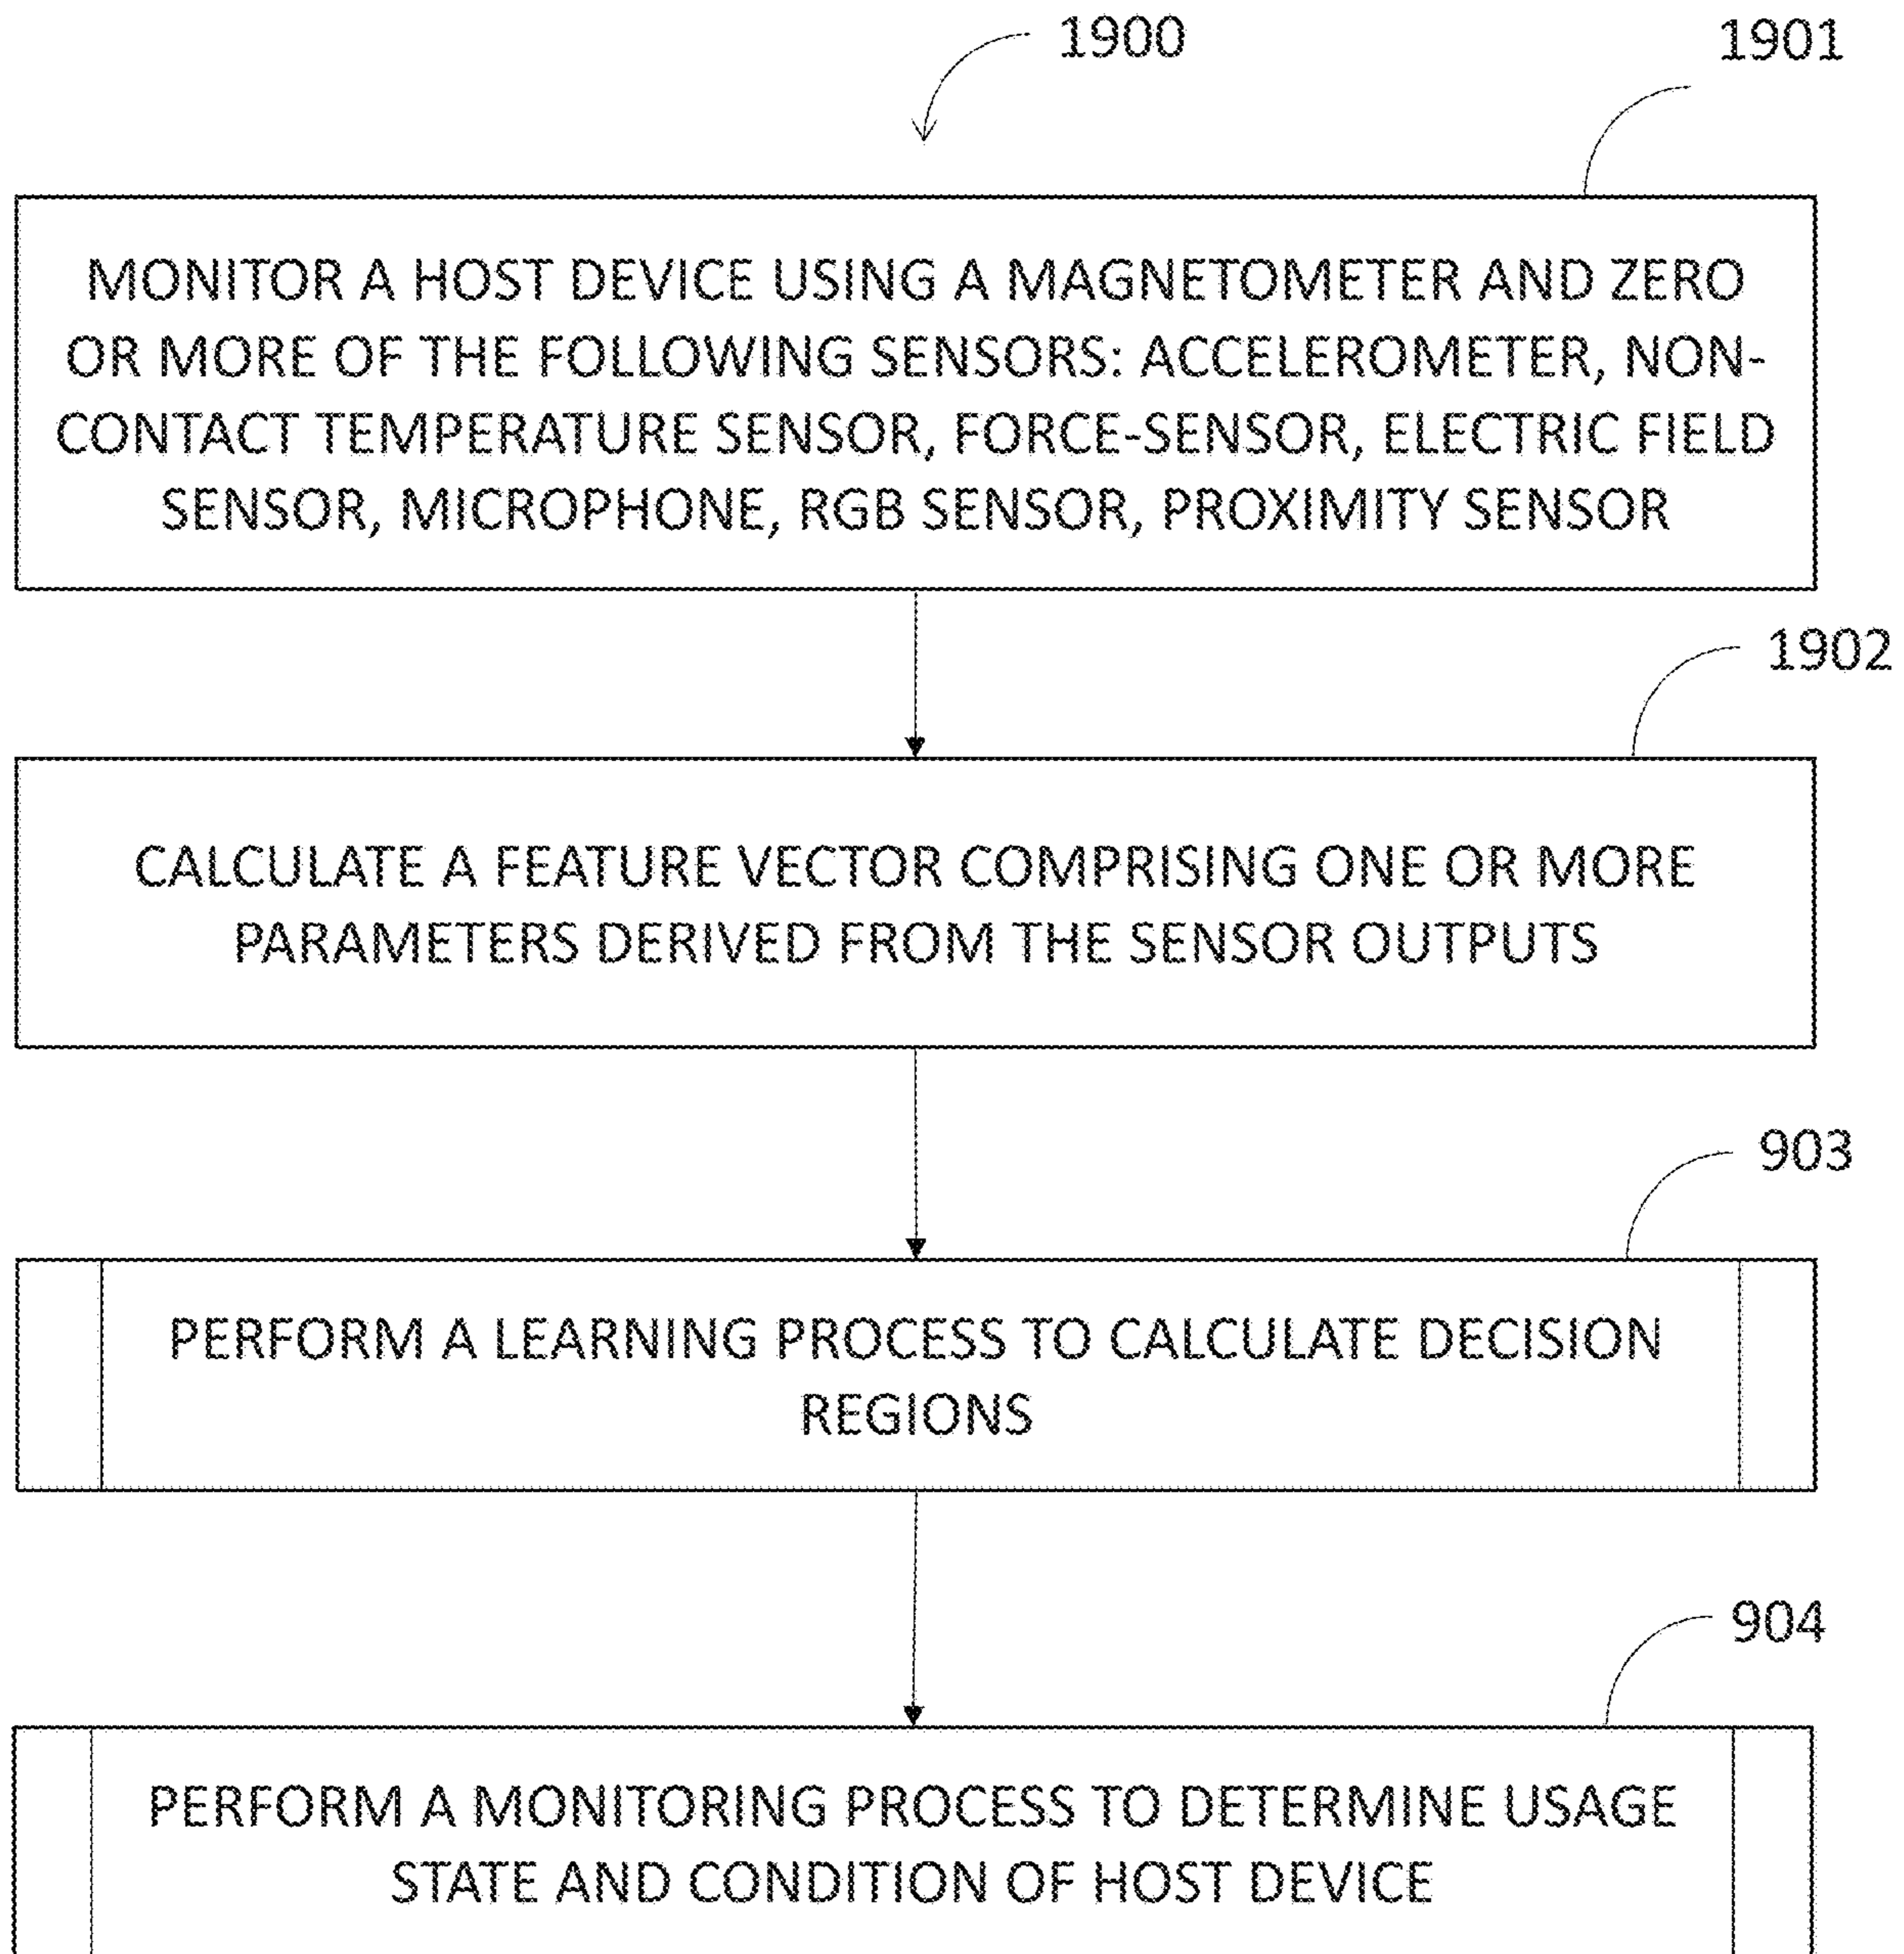 1900
1901
MONITOR A HOST DEVICE USING A MAGNETOMETER AND ZERO
OR MORE OF THE FOLLOWING SENSORS: ACCELEROMETER, NON-
CONTACT TEMPERATURE SENSOR, FORCE-SENSOR, ELECTRIC FIELD
SENSOR, MICROPHONE, RGB SENSOR, PROXIMITY SENSOR
1902
CALCULATE A FEATURE VECTOR COMPRISING ONE OR MORE
PARAMETERS DERIVED FROM THE SENSOR OUTPUTS
903
PERFORM A LEARNING PROCESS TO CALCULATE DECISION
REGIONS
904
PERFORM A MONITORING PROCESS TO DETERMINE USAGE
STATE AND CONDITION OF HOST DEVICE